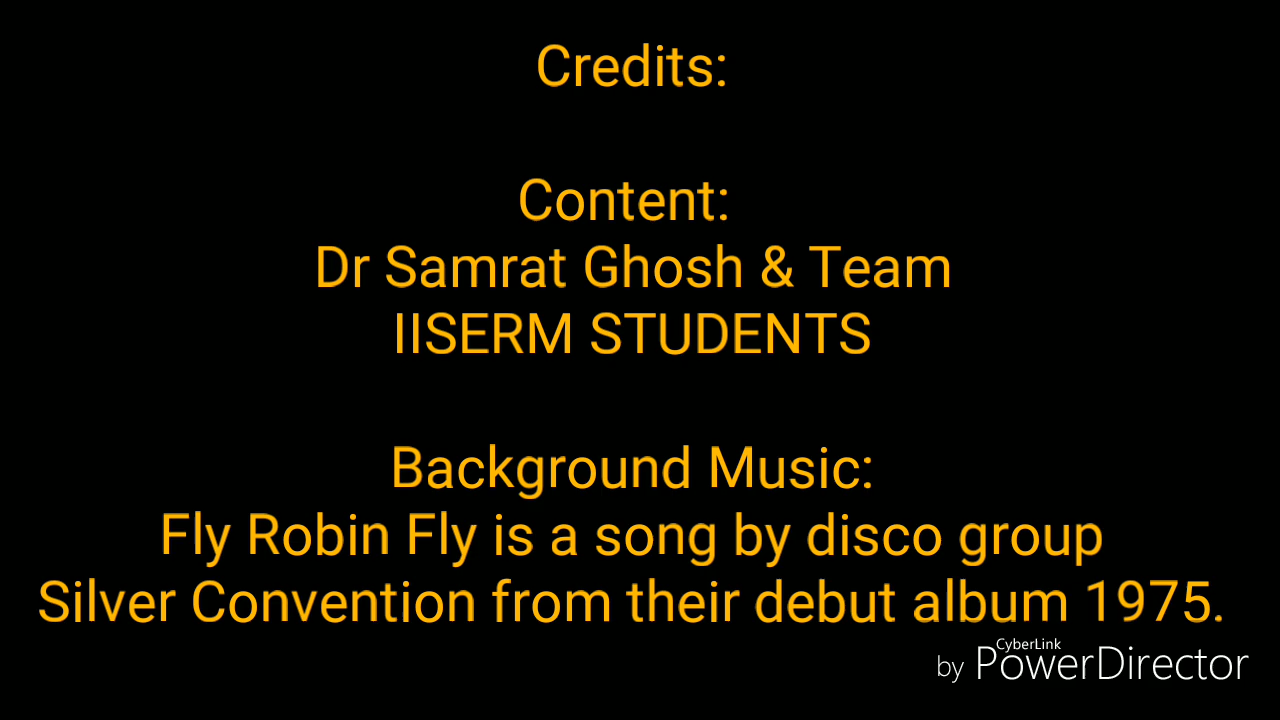 Credits:
Content:
Dr Samrat Ghosh & Team
IISERM STUDENTS
Background Music:
Fly Robin Fly is a song by disco group
Silver Convention from their debut album 1975.
CyberLink
by PowerDirector